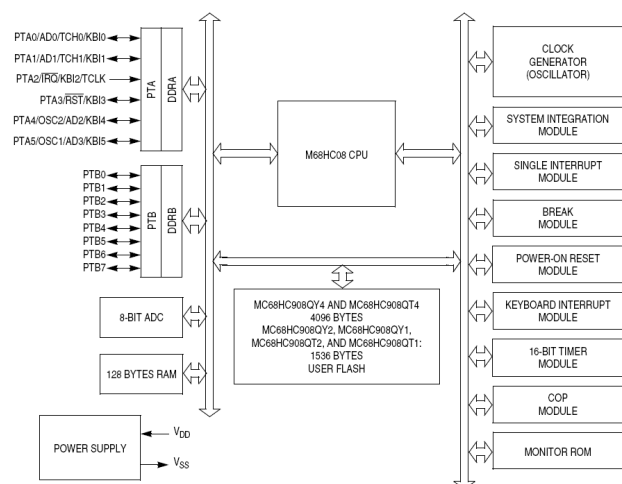 PTA0/AD0/TCH0/KBI0
PTA1/AD1/TCH1/KBI1
PTA2/IRQ/KBI2/TCLK
PTA3/RST/KBI3
PTA4/OSC2/AD2/KBI4
PTA5/OSC1/AD3/KBI5
PTA
DDRA
PTB0
PTB1
PTB2
PTB3
PTB4
PTB5
PTB6
PTB7
PTB
DDRB
8-BIT ADC
128 BYTES RAM
POWER SUPPLY
VDD
VSS
M68HC08 CPU
MC68HC908QY4 AND MC68HC908QT4
4096 BYTES
MC68HC908QY2, MC68HC908QY1,
MC68HC908QT2, AND MC68HC908QT1:
1536 BYTES
USER FLASH
CLOCK
GENERATOR
(OSCILLATOR)
SYSTEM INTEGRATION
MODULE
SINGLE INTERRUPT
MODULE
BREAK
MODULE
POWER-ON RESET
MODULE
KEYBOARD INTERRUPT
MODULE
16-BIT TIMER
MODULE
COP
MODULE
MONITOR ROM